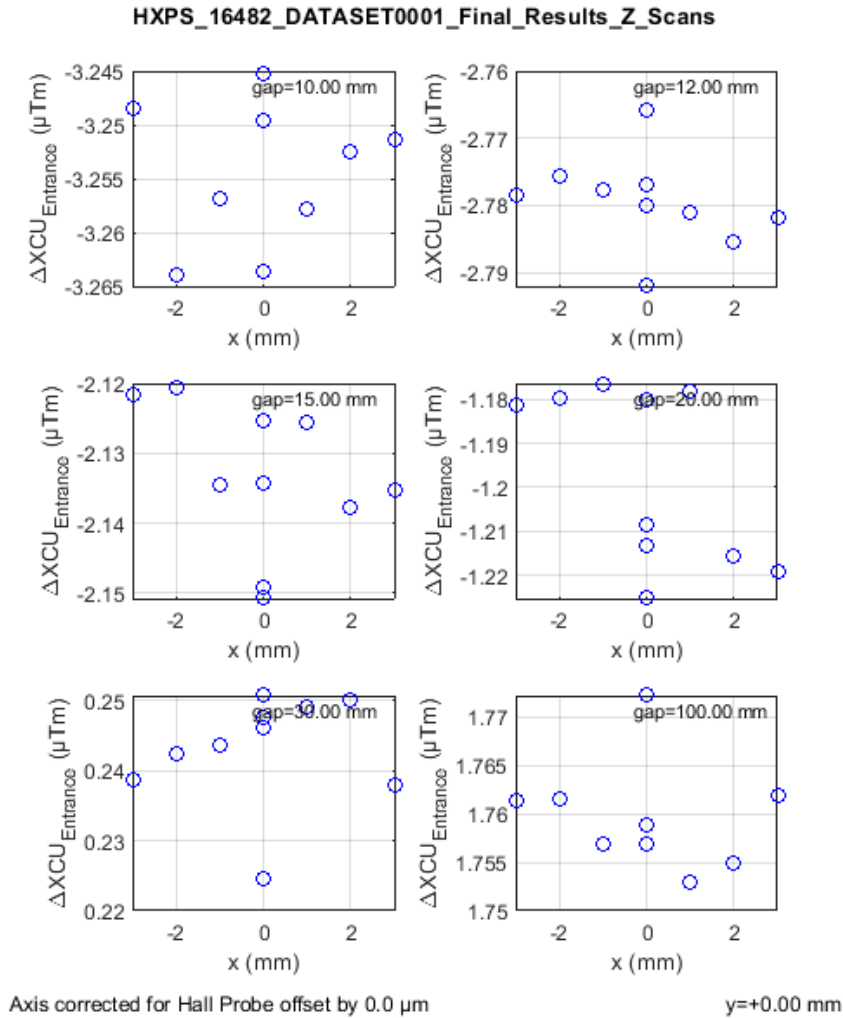 HXPS_16482_DATASET0001_Final_Results_Z_Scans
-3.245
-3.25
-3.255
-3.26
-3.265
ΔXCU_Entrance (μTm)
gap=10.00 mm
-2 0 2
x (mm)
-2.76
-2.77
-2.78
-2.79
ΔXCU_Entrance (μTm)
gap=12.00 mm
-2 0 2
x (mm)
-2.12
-2.13
-2.14
-2.15
ΔXCU_Entrance (μTm)
gap=15.00 mm
-2 0 2
x (mm)
-1.18
-1.19
-1.2
-1.21
-1.22
ΔXCU_Entrance (μTm)
gap=20.00 mm
-2 0 2
x (mm)
0.25
0.24
0.23
0.22
ΔXCU_Entrance (μTm)
gap=30.00 mm
-2 0 2
x (mm)
1.77
1.765
1.76
1.755
1.75
ΔXCU_Entrance (μTm)
gap=100.00 mm
-2 0 2
x (mm)
Axis corrected for Hall Probe offset by 0.0 μm
y=+0.00 mm